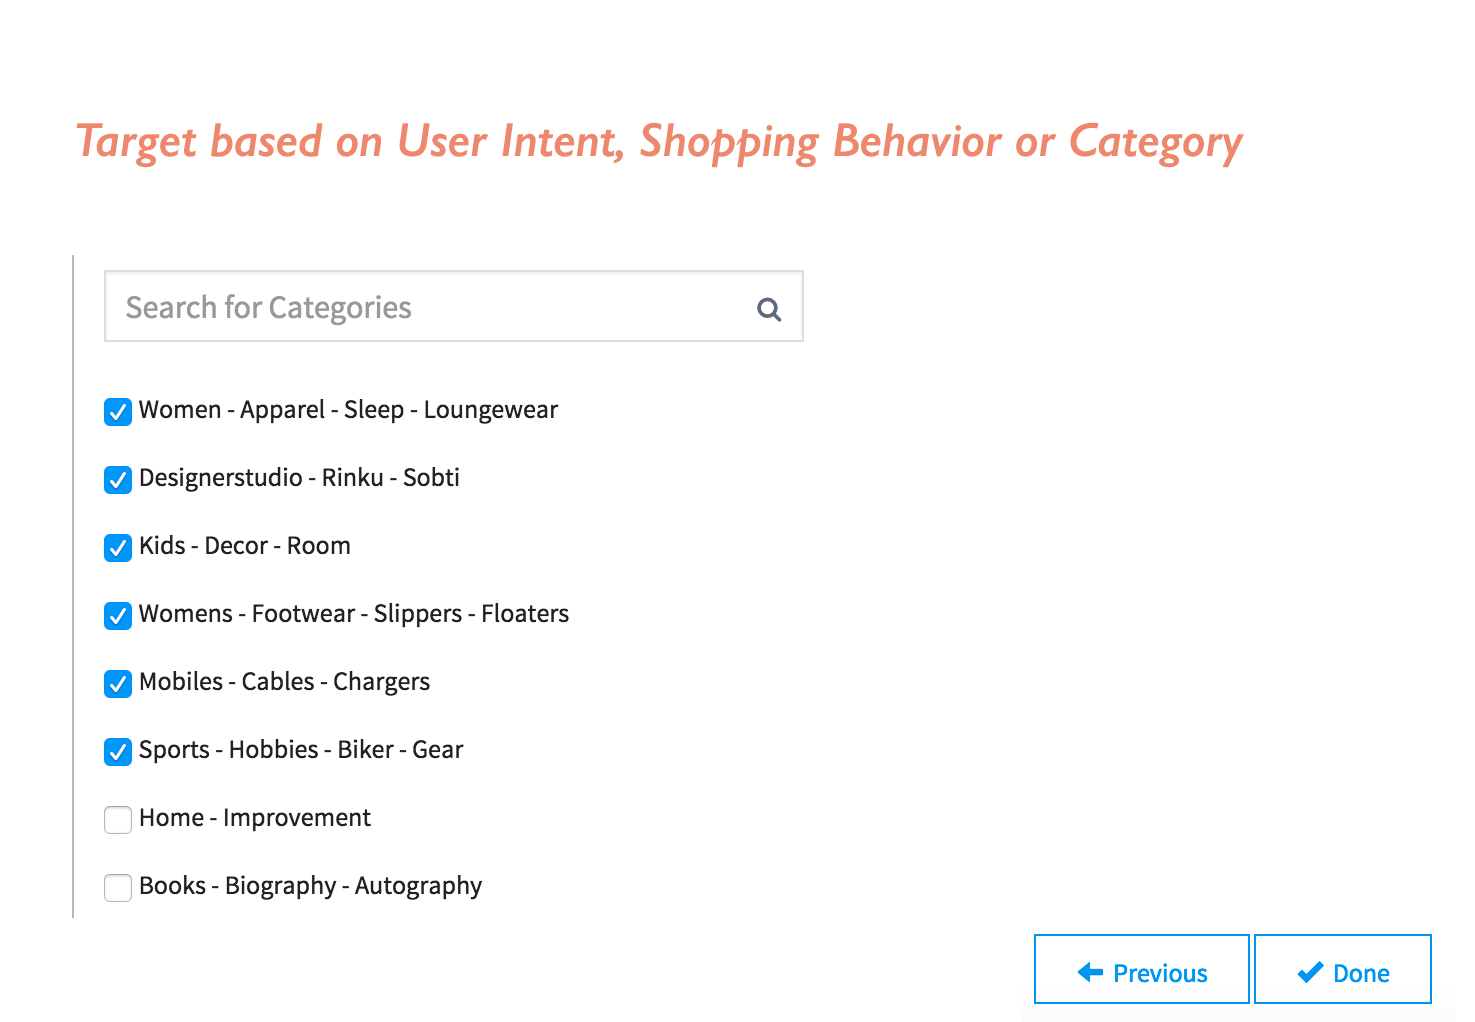 Target based on User Intent, Shopping Behavior or Category
Search for Categories
Women - Apparel - Sleep - Loungewear
Designerstudio - Rinku - Sobti
Kids - Decor - Room
Womens - Footwear - Slippers - Floaters
Mobiles - Cables - Chargers
Sports - Hobbies - Biker - Gear
Home - Improvement
Books - Biography - Autography
Previous
Done